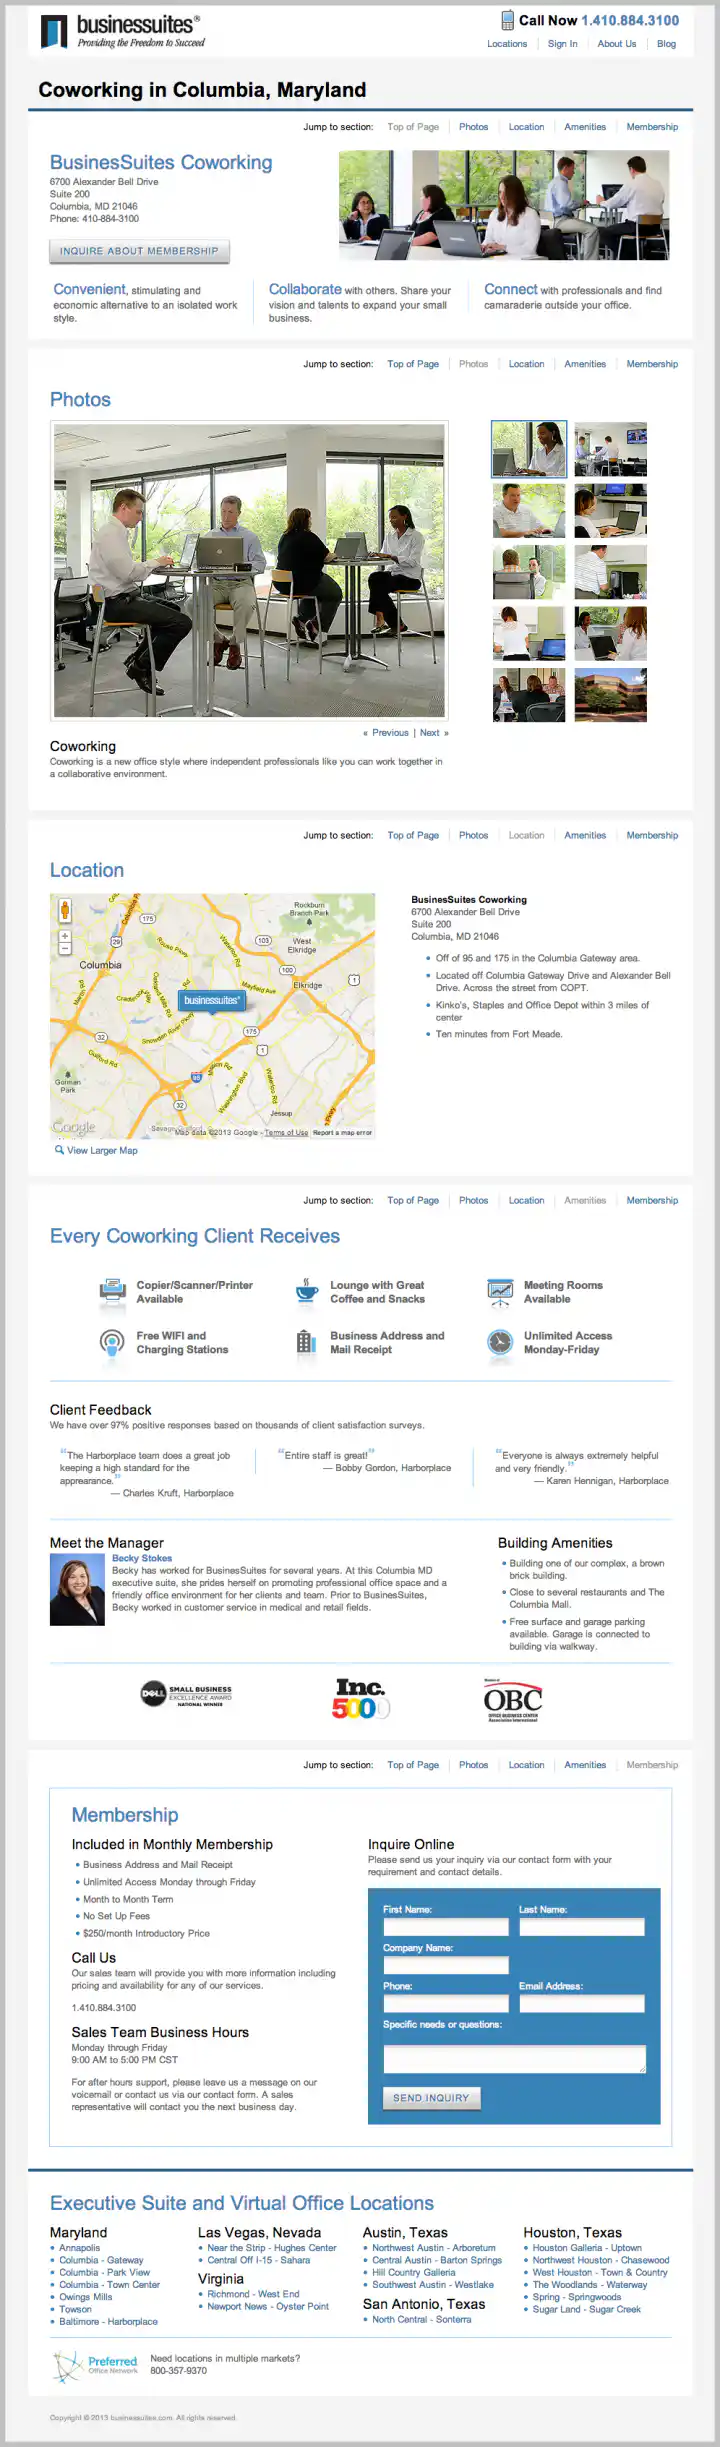 businessuites®
Providing the Freedom to Succeed
Call Now 1.410.884.3100
Locations Sign In About Us Blog
Coworking in Columbia, Maryland
Jump to section: Top of Page Photos Location Amenities Membership
BusinesSuites Coworking
6700 Alexander Bell Drive
Suite 200
Columbia, MD 21046
Phone: 410-884-3100
INQUIRE ABOUT MEMBERSHIP
Convenient, stimulating and
economic alternative to an isolated work
style.
Collaborate with others. Share your
vision and talents to expand your small
business.
Connect with professionals and find
camaraderie outside your office.
Jump to section: Top of Page Photos Location Amenities Membership
Photos
« Previous | Next »
Coworking
Coworking is a new office style where independent professionals like you can work together in
a collaborative environment.
Jump to section: Top of Page Photos Location Amenities Membership
Location
Rockburn
Branch Park
175
29
103
West
Elkridge
Columbia
100
Elkridge
1
Mayfield Ave
businessuites®
175
32
1
Guilford Rd
Gorman
Park
95
32
Jessup
Google
Map data ©2013 Google - Terms of Use Report a map error
View Larger Map
BusinesSuites Coworking
6700 Alexander Bell Drive
Suite 200
Columbia, MD 21046
Off of 95 and 175 in the Columbia Gateway area.
Located off Columbia Gateway Drive and Alexander Bell
Drive. Across the street from COPT.
Kinko's, Staples and Office Depot within 3 miles of
center
Ten minutes from Fort Meade.
Jump to section: Top of Page Photos Location Amenities Membership
Every Coworking Client Receives
Copier/Scanner/Printer
Available
Lounge with Great
Coffee and Snacks
Meeting Rooms
Available
Free WIFI and
Charging Stations
Business Address and
Mail Receipt
Unlimited Access
Monday-Friday
Client Feedback
We have over 97% positive responses based on thousands of client satisfaction surveys.
“The Harborplace team does a great job
keeping a high standard for the
apprearance.”
— Charles Kruft, Harborplace
“Entire staff is great!”
— Bobby Gordon, Harborplace
“Everyone is always extremely helpful
and very friendly.”
— Karen Hennigan, Harborplace
Meet the Manager
Becky Stokes
Becky has worked for BusinesSuites for several years. At this Columbia MD
executive suite, she prides herself on promoting professional office space and a
friendly office environment for her clients and team. Prior to BusinesSuites,
Becky worked in customer service in medical and retail fields.
Building Amenities
Building one of our complex, a brown
brick building.
Close to several restaurants and The
Columbia Mall.
Free surface and garage parking
available. Garage is connected to
building via walkway.
DELL SMALL BUSINESS
EXCELLENCE AWARD
NATIONAL WINNER
Inc.
5000
Member of
OBC
OFFICE BUSINESS CENTER
Association International
Jump to section: Top of Page Photos Location Amenities Membership
Membership
Included in Monthly Membership
Business Address and Mail Receipt
Unlimited Access Monday through Friday
Month to Month Term
No Set Up Fees
$250/month Introductory Price
Call Us
Our sales team will provide you with more information including
pricing and availability for any of our services.
1.410.884.3100
Sales Team Business Hours
Monday through Friday
9:00 AM to 5:00 PM CST
For after hours support, please leave us a message on our
voicemail or contact us via our contact form. A sales
representative will contact you the next business day.
Inquire Online
Please send us your inquiry via our contact form with your
requirement and contact details.
First Name: Last Name:
Company Name:
Phone: Email Address:
Specific needs or questions:
SEND INQUIRY
Executive Suite and Virtual Office Locations
Maryland
Annapolis
Columbia - Gateway
Columbia - Park View
Columbia - Town Center
Owings Mills
Towson
Baltimore - Harborplace
Las Vegas, Nevada
Near the Strip - Hughes Center
Central Off I-15 - Sahara
Virginia
Richmond - West End
Newport News - Oyster Point
Austin, Texas
Northwest Austin - Arboretum
Central Austin - Barton Springs
Hill Country Galleria
Southwest Austin - Westlake
San Antonio, Texas
North Central - Sonterra
Houston, Texas
Houston Galleria - Uptown
Northwest Houston - Chasewood
West Houston - Town & Country
The Woodlands - Waterway
Spring - Springwoods
Sugar Land - Sugar Creek
Preferred
Office Network
Need locations in multiple markets?
800-357-9370
Copyright © 2013 businessuites.com. All rights reserved.